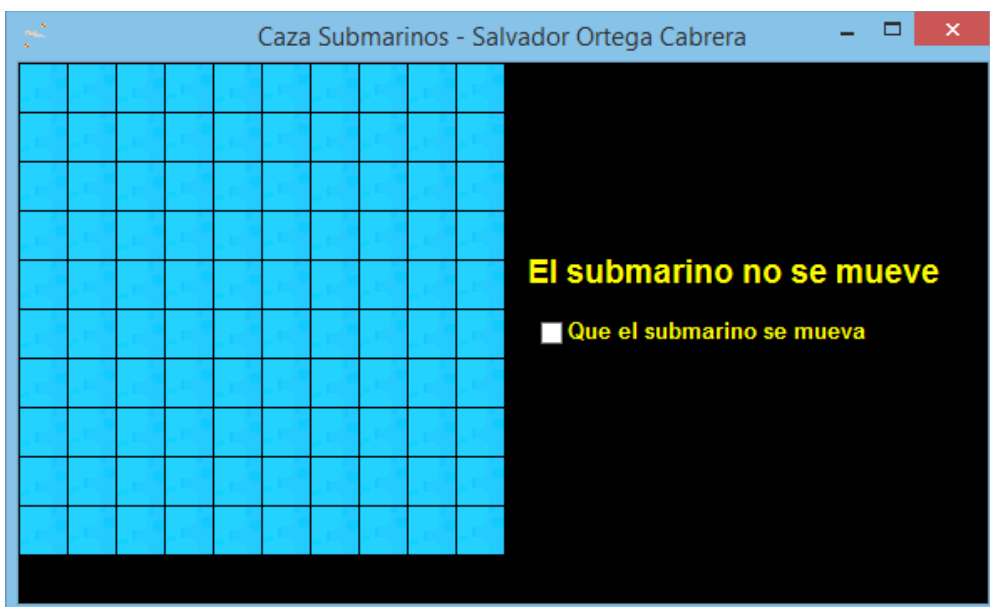 Caza Submarinos - Salvador Ortega Cabrera
El submarino no se mueve
Que el submarino se mueva